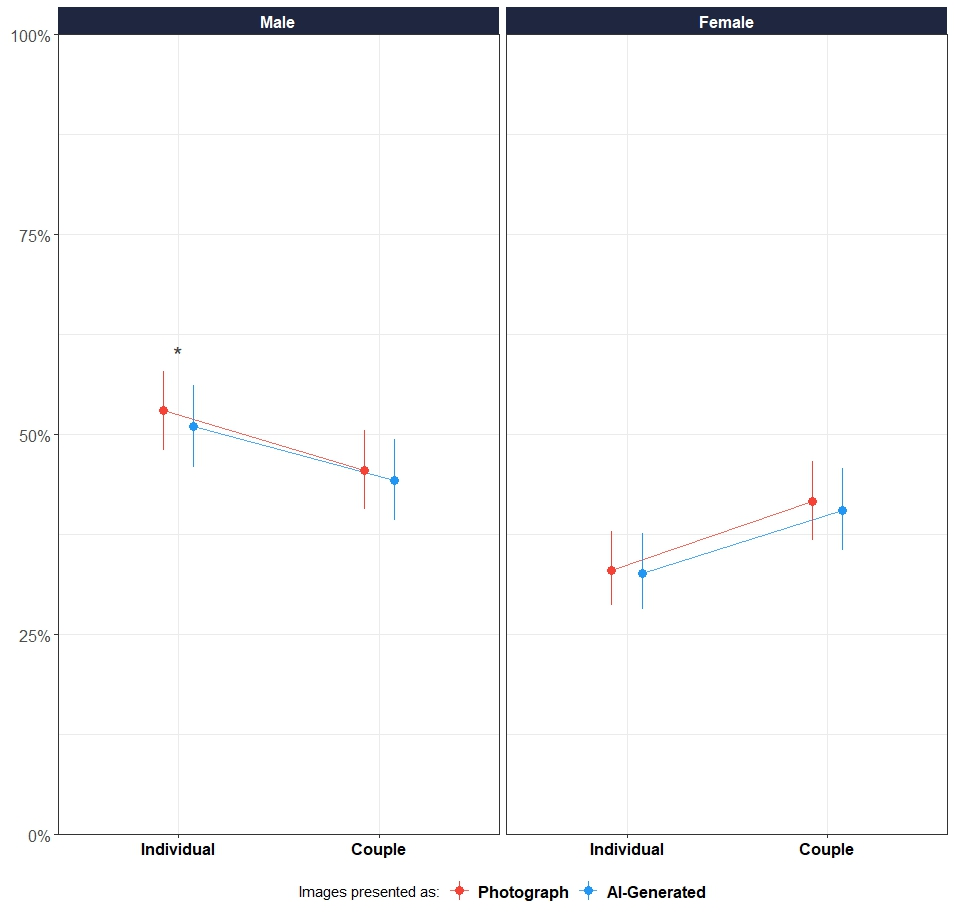 Male Female
100%
75%
*
50%
25%
0%
Individual Couple Individual Couple
Images presented as: Photograph AI-Generated